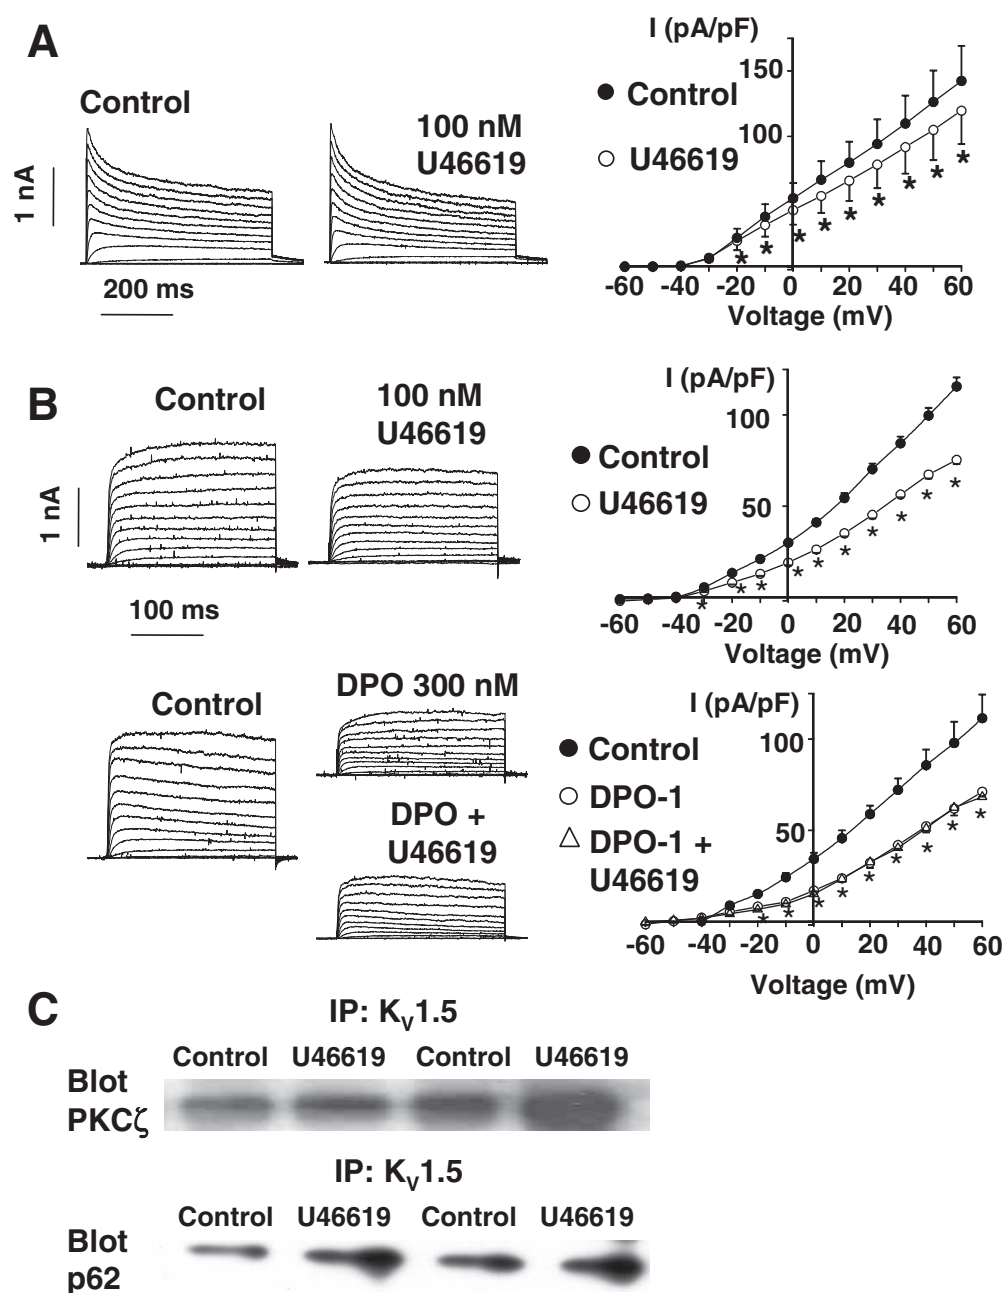 A
Control
100 nM
U46619
1 nA
200 ms
I (pA/pF)
150
100
Control
U46619
* * * * * * * * *
-60 -40 -20 0 20 40 60
Voltage (mV)
B
Control
100 nM
U46619
1 nA
100 ms
I (pA/pF)
100
50
Control
U46619
* * * * * * * * * *
-60 -40 -20 0 20 40 60
Voltage (mV)
Control
DPO 300 nM
DPO +
U46619
I (pA/pF)
100
50
Control
DPO-1
DPO-1 +
U46619
* * * * * * * * *
-60 -40 -20 0 20 40 60
Voltage (mV)
C
IP: KV1.5
Control U46619 Control U46619
Blot
PKCζ
IP: KV1.5
Control U46619 Control U46619
Blot
p62